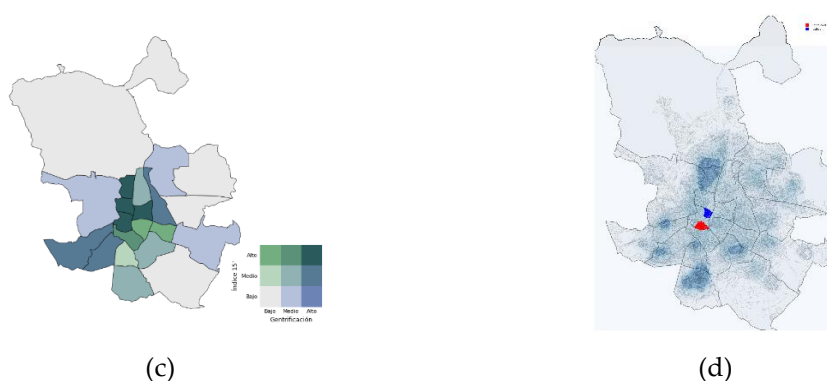 Alto
Medio
Bajo
Índice 15'
Bajo Medio Alto
Gentrificación
(c)
(d)